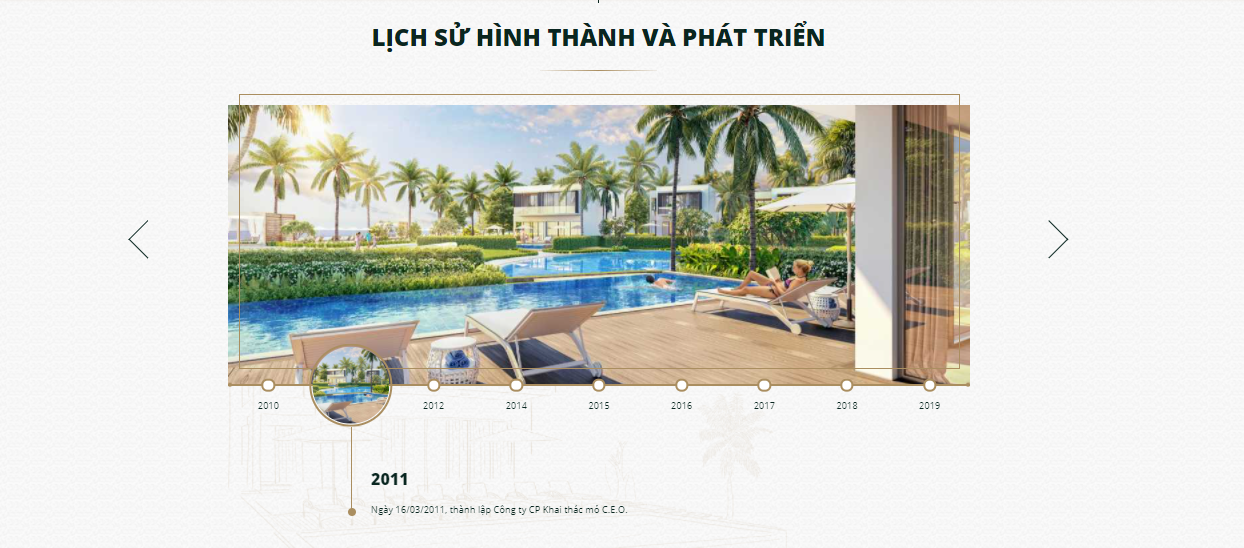 LỊCH SỬ HÌNH THÀNH VÀ PHÁT TRIỂN
2010 2012 2014 2015 2016 2017 2018 2019
2011
Ngày 16/03/2011, thành lập Công ty CP Khai thác mỏ C.E.O.